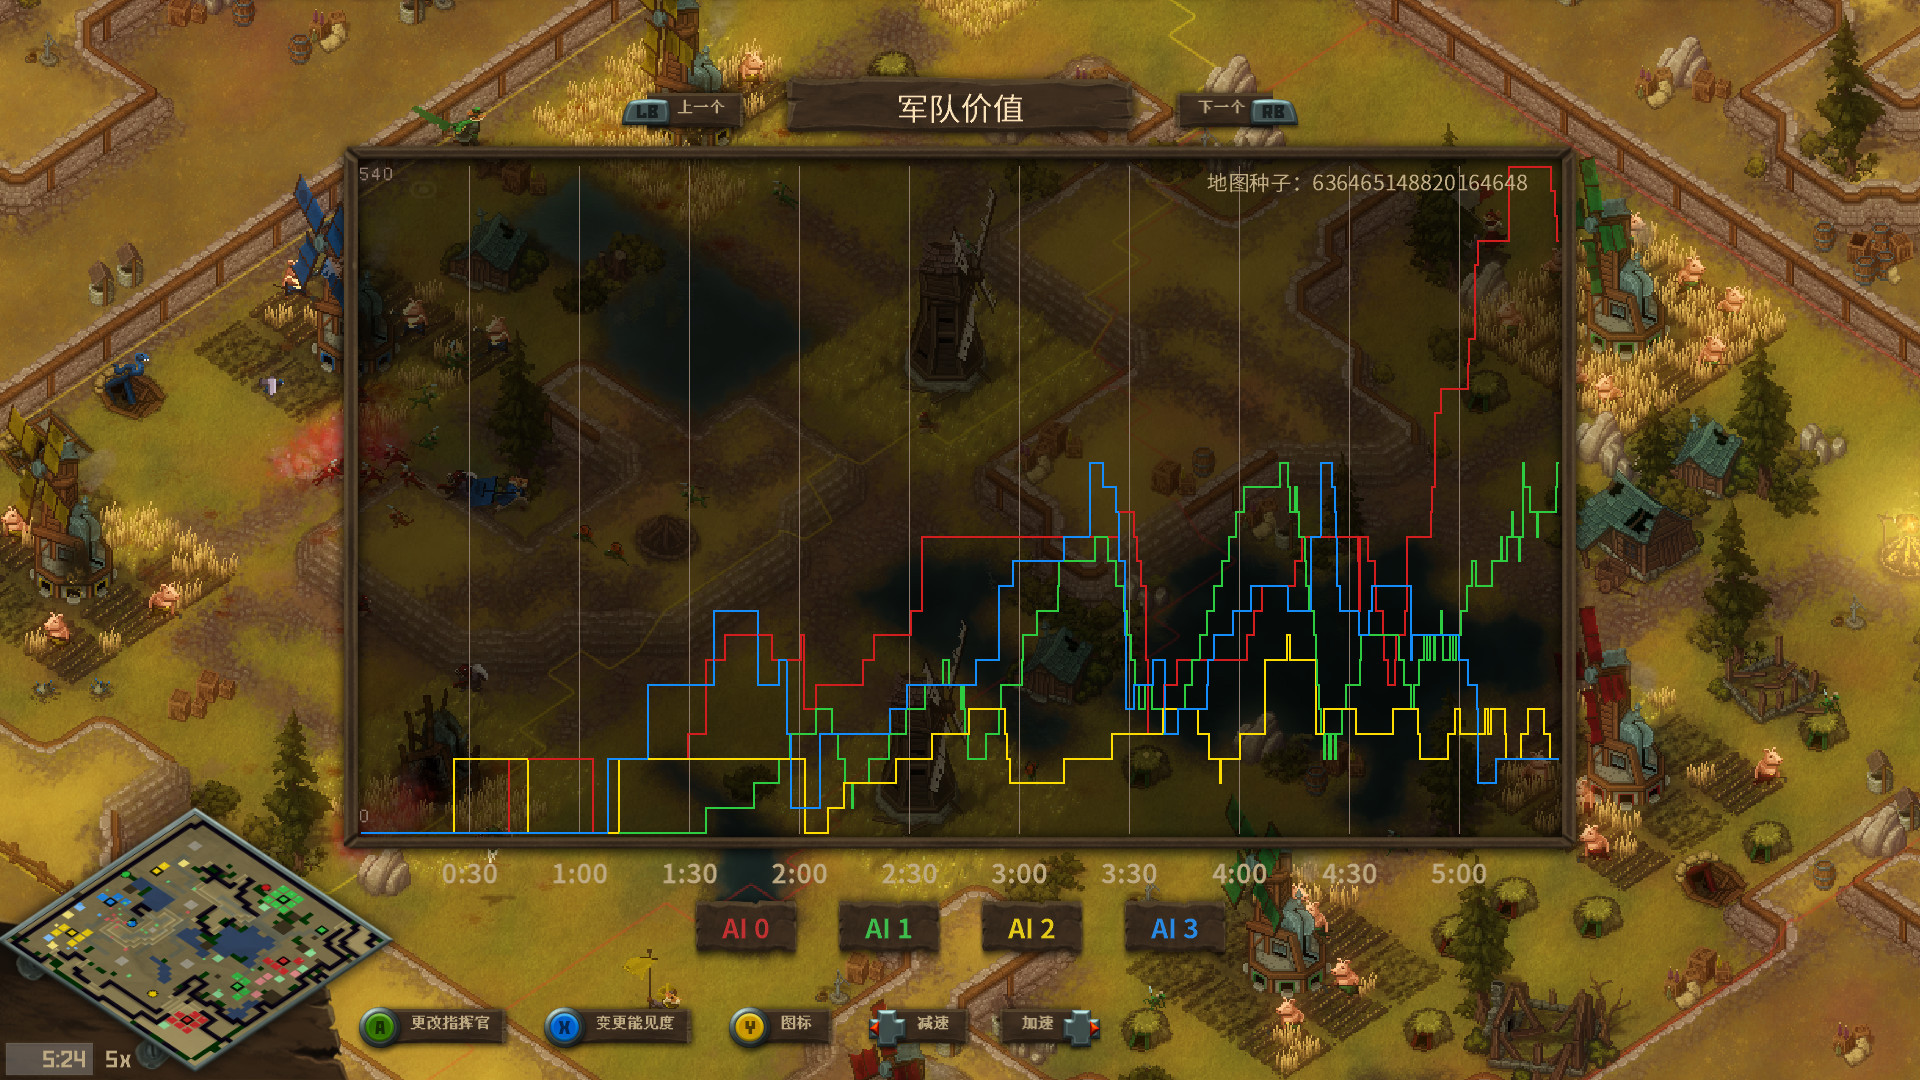 LB 上一个
军队价值
下一个 RB
540
地图种子：636465148820164648
0
0:30 1:00 1:30 2:00 2:30 3:00 3:30 4:00 4:30 5:00
AI 0 AI 1 AI 2 AI 3
A 更改指挥官 X 变更能见度 Y 图标 减速 加速
5:24 5x